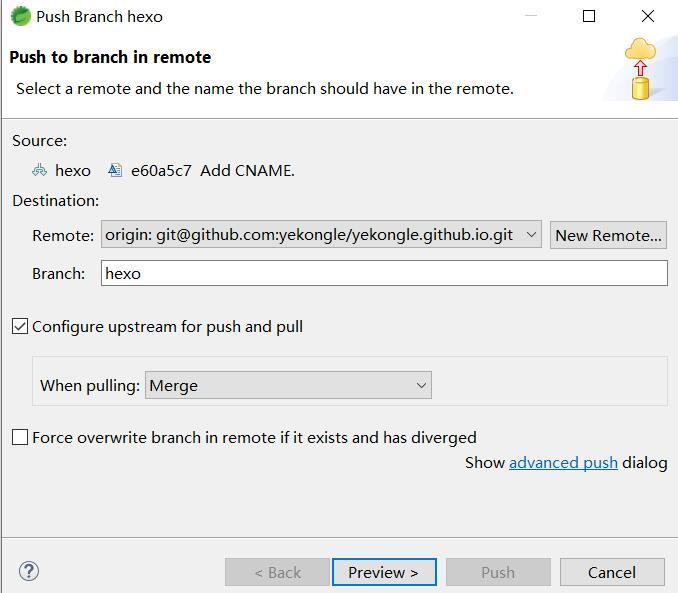 Push Branch hexo
Push to branch in remote
Select a remote and the name the branch should have in the remote.
Source:
hexo e60a5c7 Add CNAME.
Destination:
Remote: origin: git@github.com:yekongle/yekongle.github.io.git New Remote...
Branch: hexo
Configure upstream for push and pull
When pulling: Merge
Force overwrite branch in remote if it exists and has diverged
Show advanced push dialog
? < Back Preview > Push Cancel